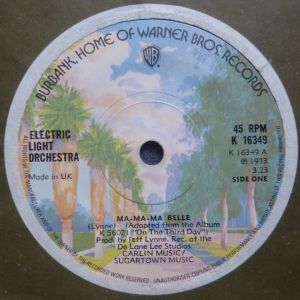 BURBANK, HOME OF WARNER BROS. RECORDS
WB
ELECTRIC
LIGHT
ORCHESTRA
Made in UK
45 RPM
K 16349
K 16349 A
℗ 1973
3.23
SIDE ONE
MA-MA-MA BELLE
(Lynne) (Adapted from the Album
K 56021 "On The Third Day")
Prod: by Jeff Lynne. Rec. at the
De Lane Lea Studios
CARLIN MUSIC/
SUGARTOWN MUSIC